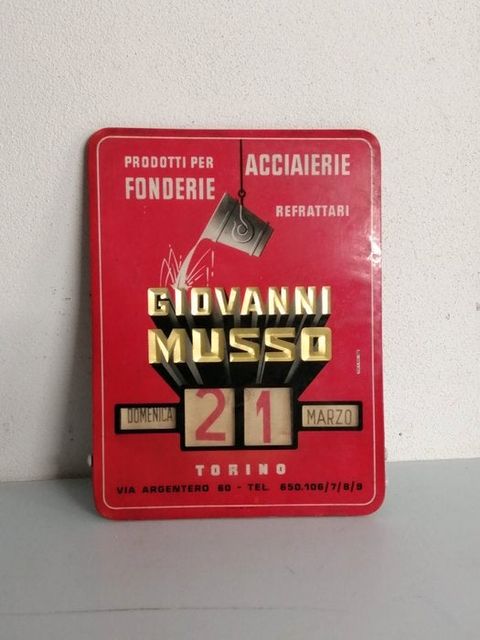 PRODOTTI PER
FONDERIE
ACCIAIERIE
REFRATTARI
GIOVANNI
MUSSO
DOMENICA 21 MARZO
TORINO
VIA ARGENTERO 60 - TEL. 650.106/7/8/9